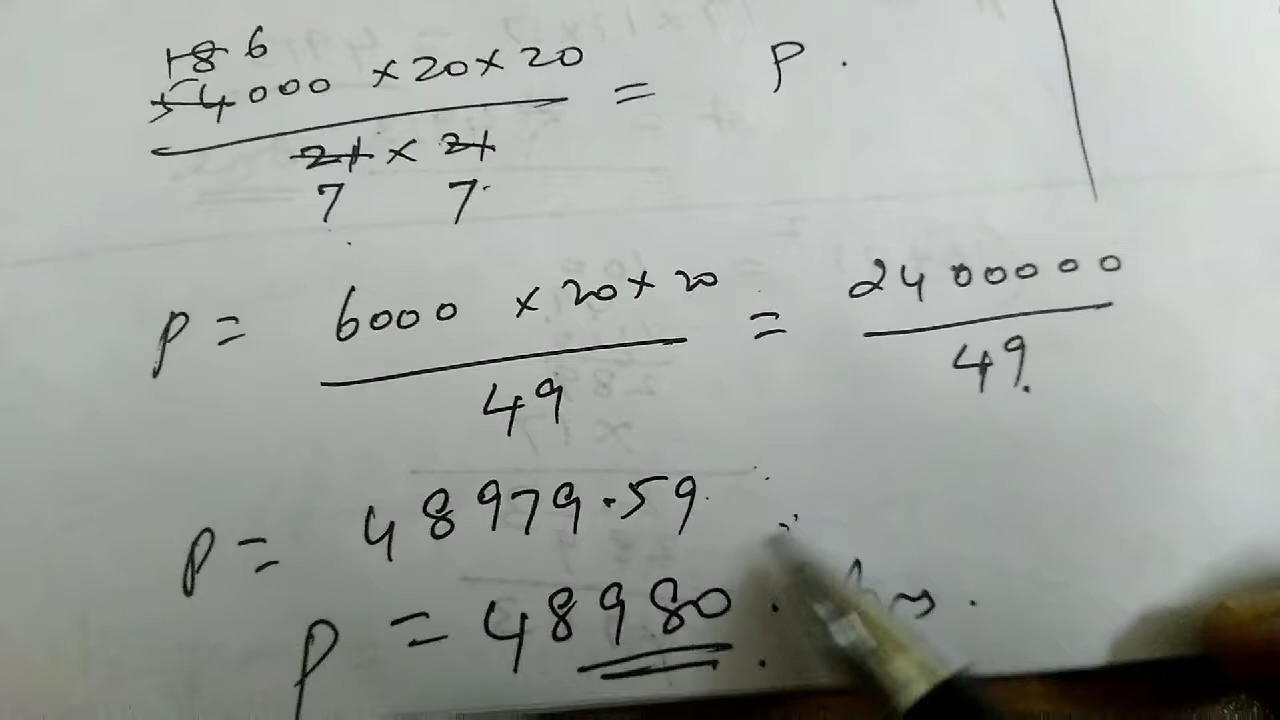 18 6
54000 × 20 × 20 = P.
21 × 21
7 7
P = 6000 × 20 × 20 = 2400000
49 49.
P = 48979.59
P = 48980.